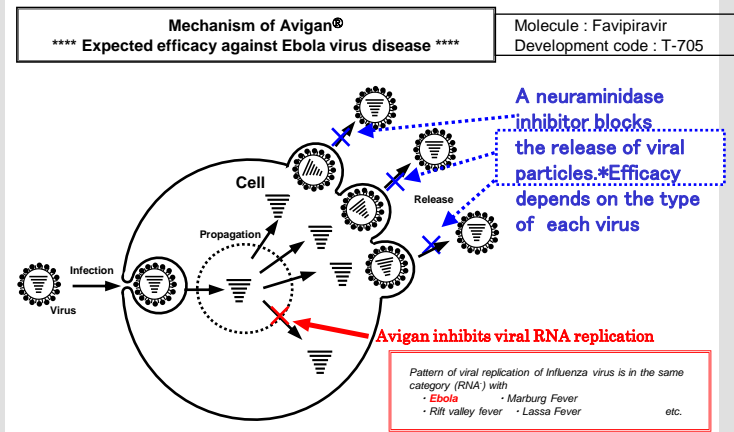 Mechanism of Avigan®
**** Expected efficacy against Ebola virus disease ****
Molecule : Favipiravir
Development code : T-705
A neuraminidase
inhibitor blocks
the release of viral
particles.*Efficacy
depends on the type
of each virus
Cell
Release
Propagation
Infection
Virus
Avigan inhibits viral RNA replication
Pattern of viral replication of Influenza virus is in the same
category (RNA-) with
・Ebola ・Marburg Fever
・Rift valley fever ・Lassa Fever etc.